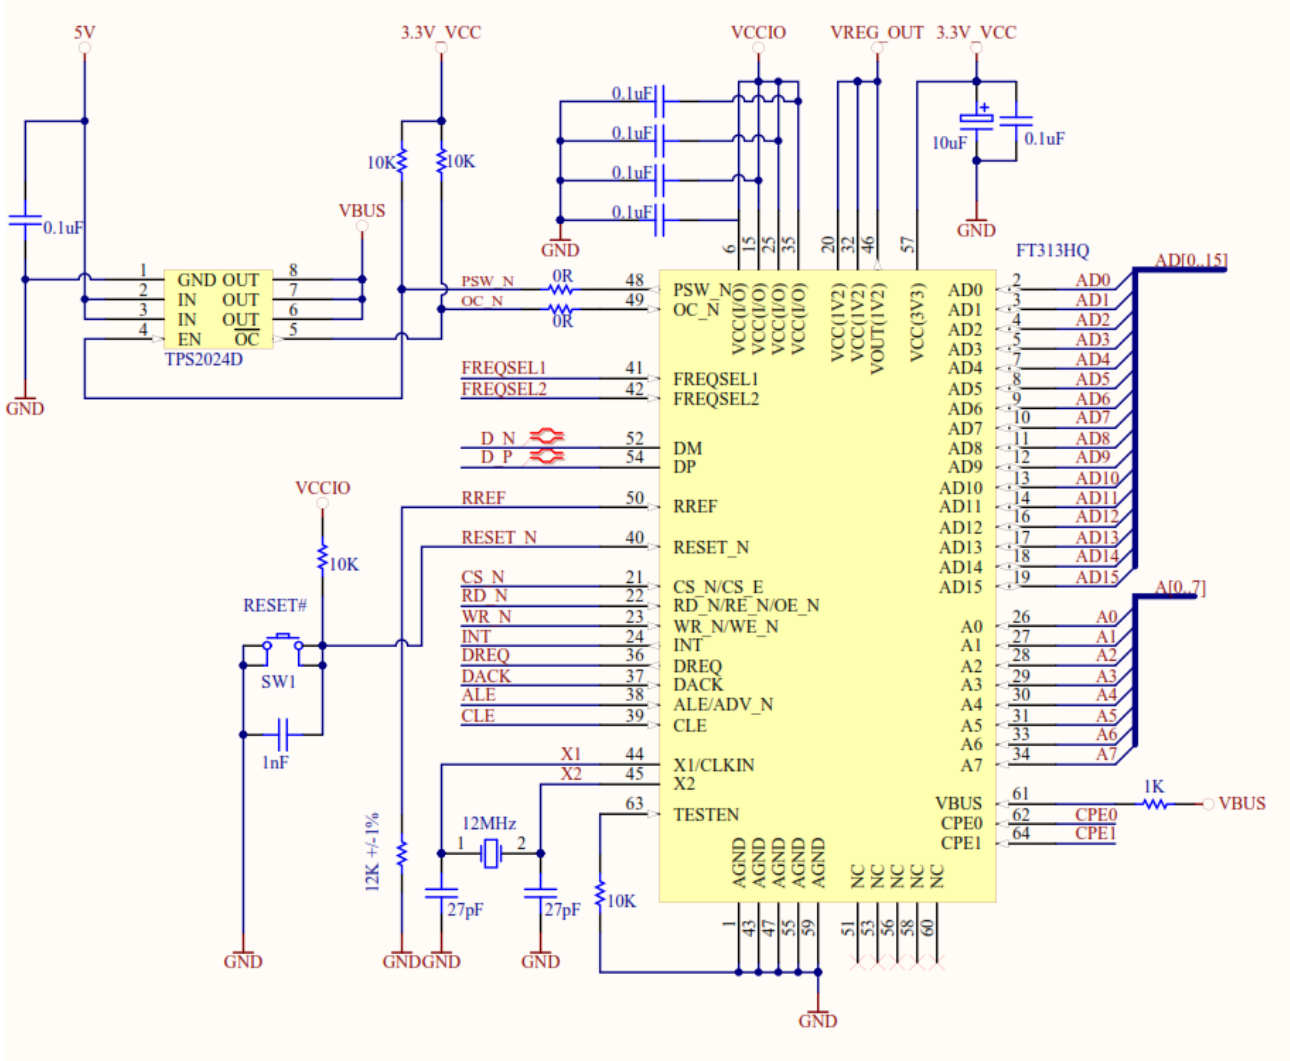 5V
3.3V_VCC
VCCIO
VREG_OUT
3.3V_VCC
0.1uF
0.1uF
0.1uF
0.1uF
10uF
0.1uF
10K
10K
0.1uF
VBUS
GND
GND
6
15
25
35
20
32
46
57
FT313HQ
1
2
3
4
GND
IN
IN
EN
OUT
OUT
OUT
OC
8
7
6
5
TPS2024D
GND
PSW_N
0R
48
PSW_N
OC_N
0R
49
OC_N
FREQSEL1
41
FREQSEL1
FREQSEL2
42
FREQSEL2
D_N
52
DM
D_P
54
DP
RREF
50
RREF
RESET_N
40
RESET_N
CS_N
21
CS_N/CS_E
RD_N
22
RD_N/RE_N/OE_N
WR_N
23
WR_N/WE_N
INT
24
INT
DREQ
36
DREQ
DACK
37
DACK
ALE
38
ALE/ADV_N
CLE
39
CLE
X1
44
X1/CLKIN
X2
45
X2
63
TESTEN
VCC(I/O)
VCC(I/O)
VCC(I/O)
VCC(I/O)
VCC(1V2)
VCC(1V2)
VOUT(1V2)
VCC(3V3)
AD[0..15]
AD0
2
AD0
AD1
3
AD1
AD2
4
AD2
AD3
5
AD3
AD4
7
AD4
AD5
8
AD5
AD6
9
AD6
AD7
10
AD7
AD8
11
AD8
AD9
12
AD9
AD10
13
AD10
AD11
14
AD11
AD12
16
AD12
AD13
17
AD13
AD14
18
AD14
AD15
19
AD15
A[0..7]
A0
26
A0
A1
27
A1
A2
28
A2
A3
29
A3
A4
30
A4
A5
31
A5
A6
33
A6
A7
34
A7
VBUS
61
1K
VBUS
CPE0
62
CPE0
CPE1
64
CPE1
VCCIO
10K
RESET#
SW1
1nF
GND
12K +/-1%
GND
12MHz
1
2
27pF
27pF
GND
GND
10K
AGND
AGND
AGND
AGND
AGND
NC
NC
NC
NC
NC
1
43
47
55
59
51
53
56
58
60
GND